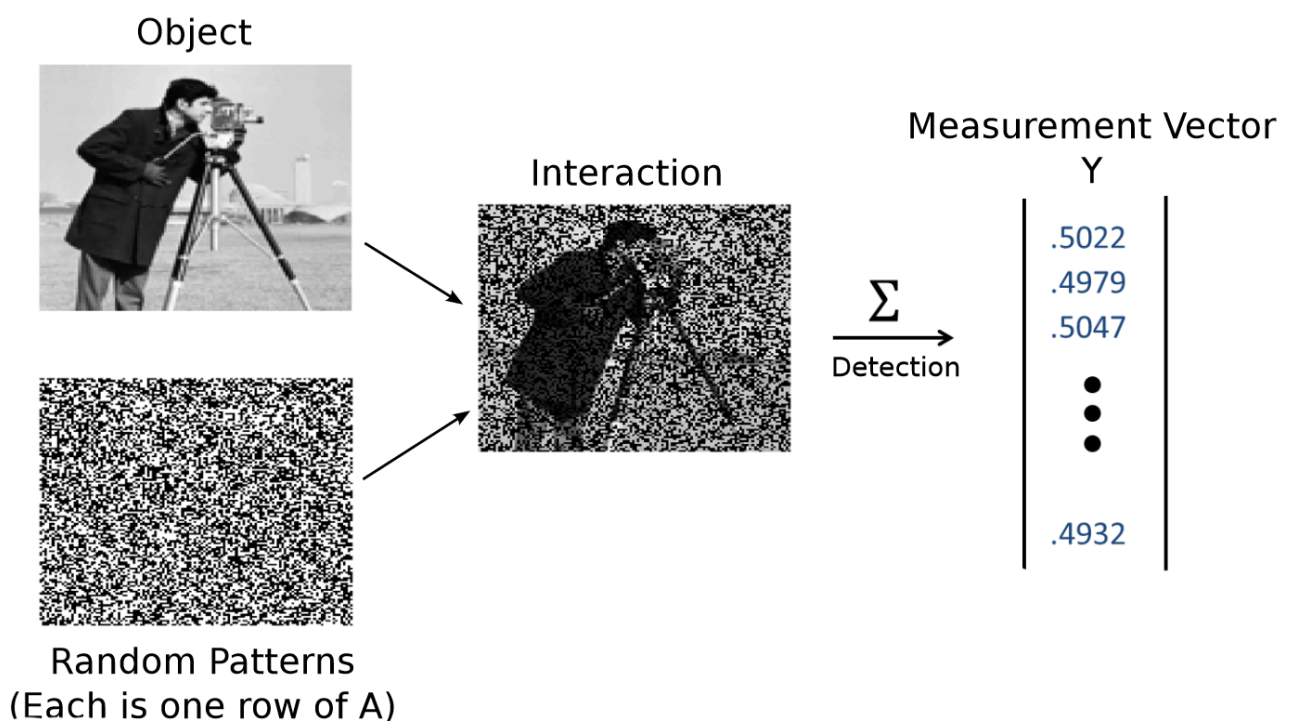 Object
Random Patterns
(Each is one row of A)
Interaction
Σ
Detection
Measurement Vector
Y
.5022
.4979
.5047
.4932